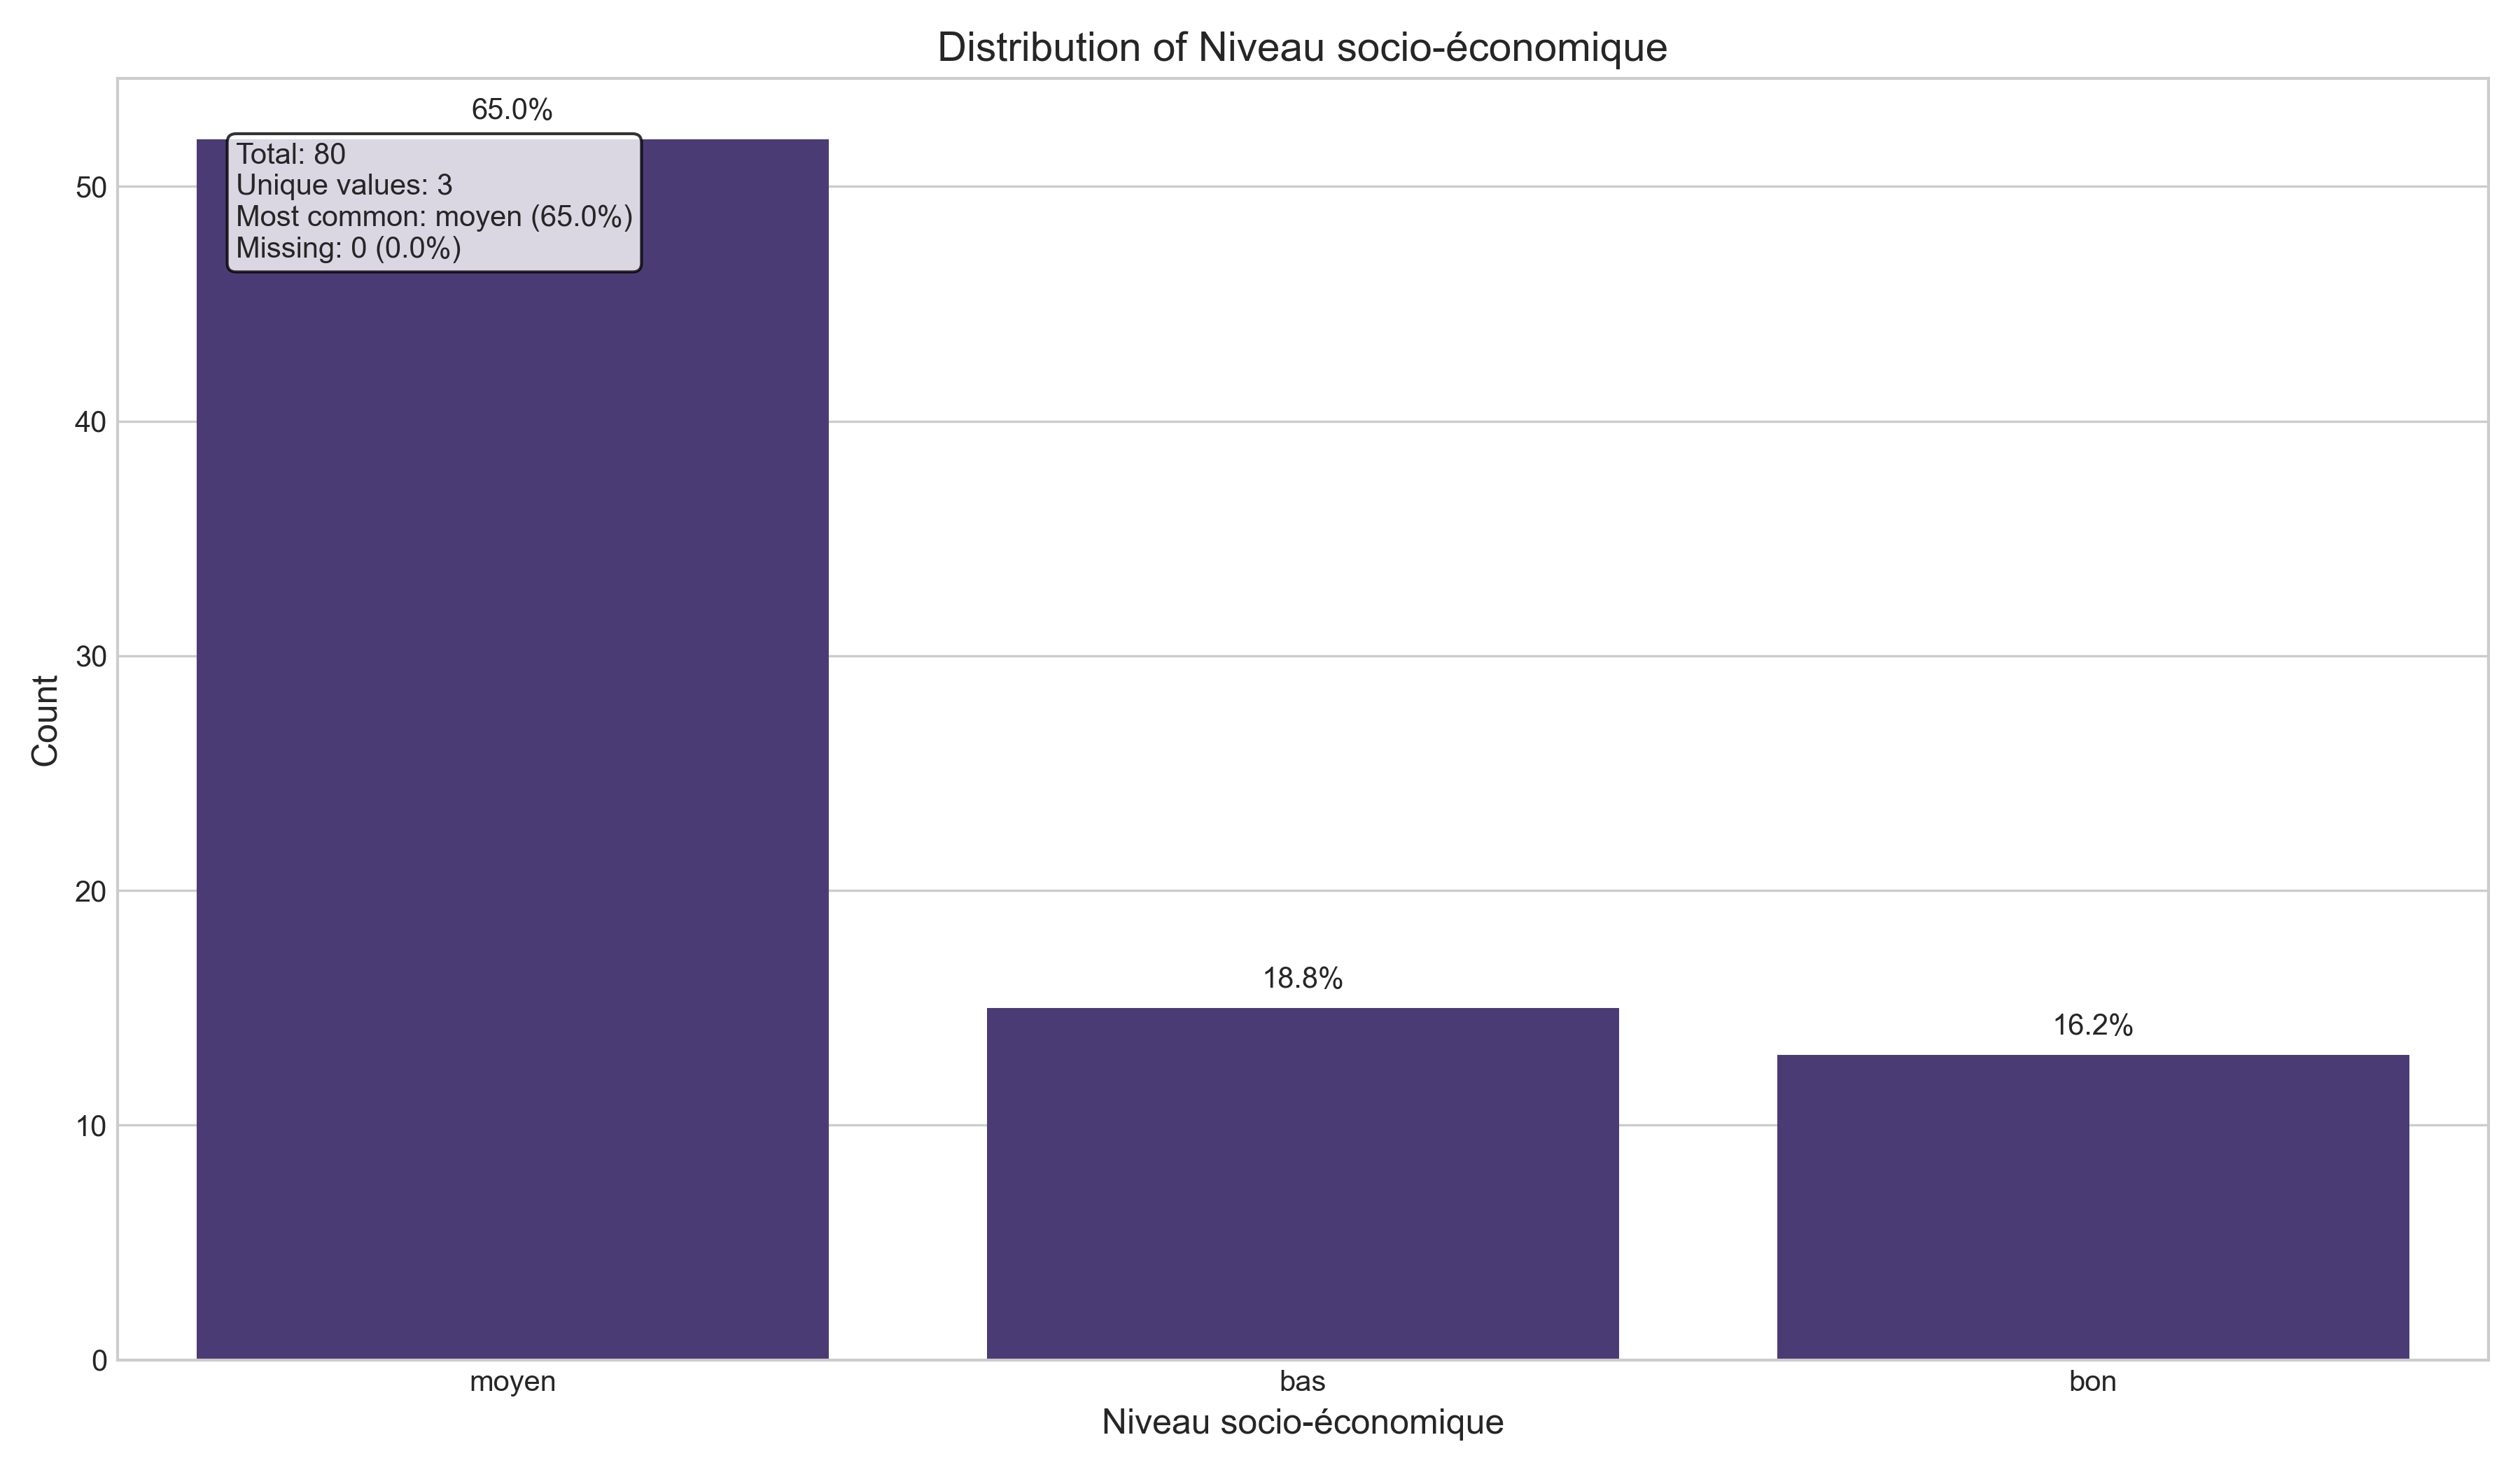 Distribution of Niveau socio-économique
65.0%
Total: 80
Unique values: 3
Most common: moyen (65.0%)
Missing: 0 (0.0%)
50
40
30
20
10
0
Count
18.8%
16.2%
moyen
bas
bon
Niveau socio-économique